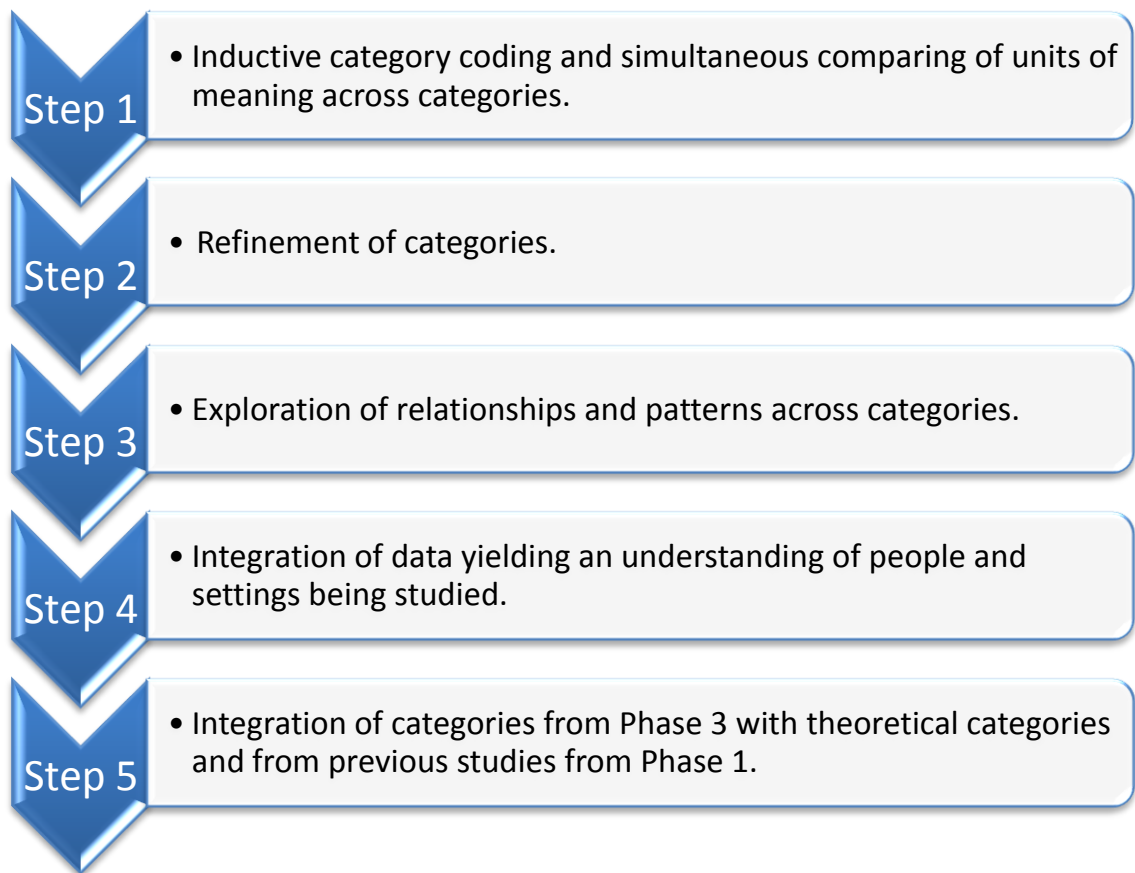 Step 1
• Inductive category coding and simultaneous comparing of units of
meaning across categories.
Step 2
• Refinement of categories.
Step 3
• Exploration of relationships and patterns across categories.
Step 4
• Integration of data yielding an understanding of people and
settings being studied.
Step 5
• Integration of categories from Phase 3 with theoretical categories
and from previous studies from Phase 1.